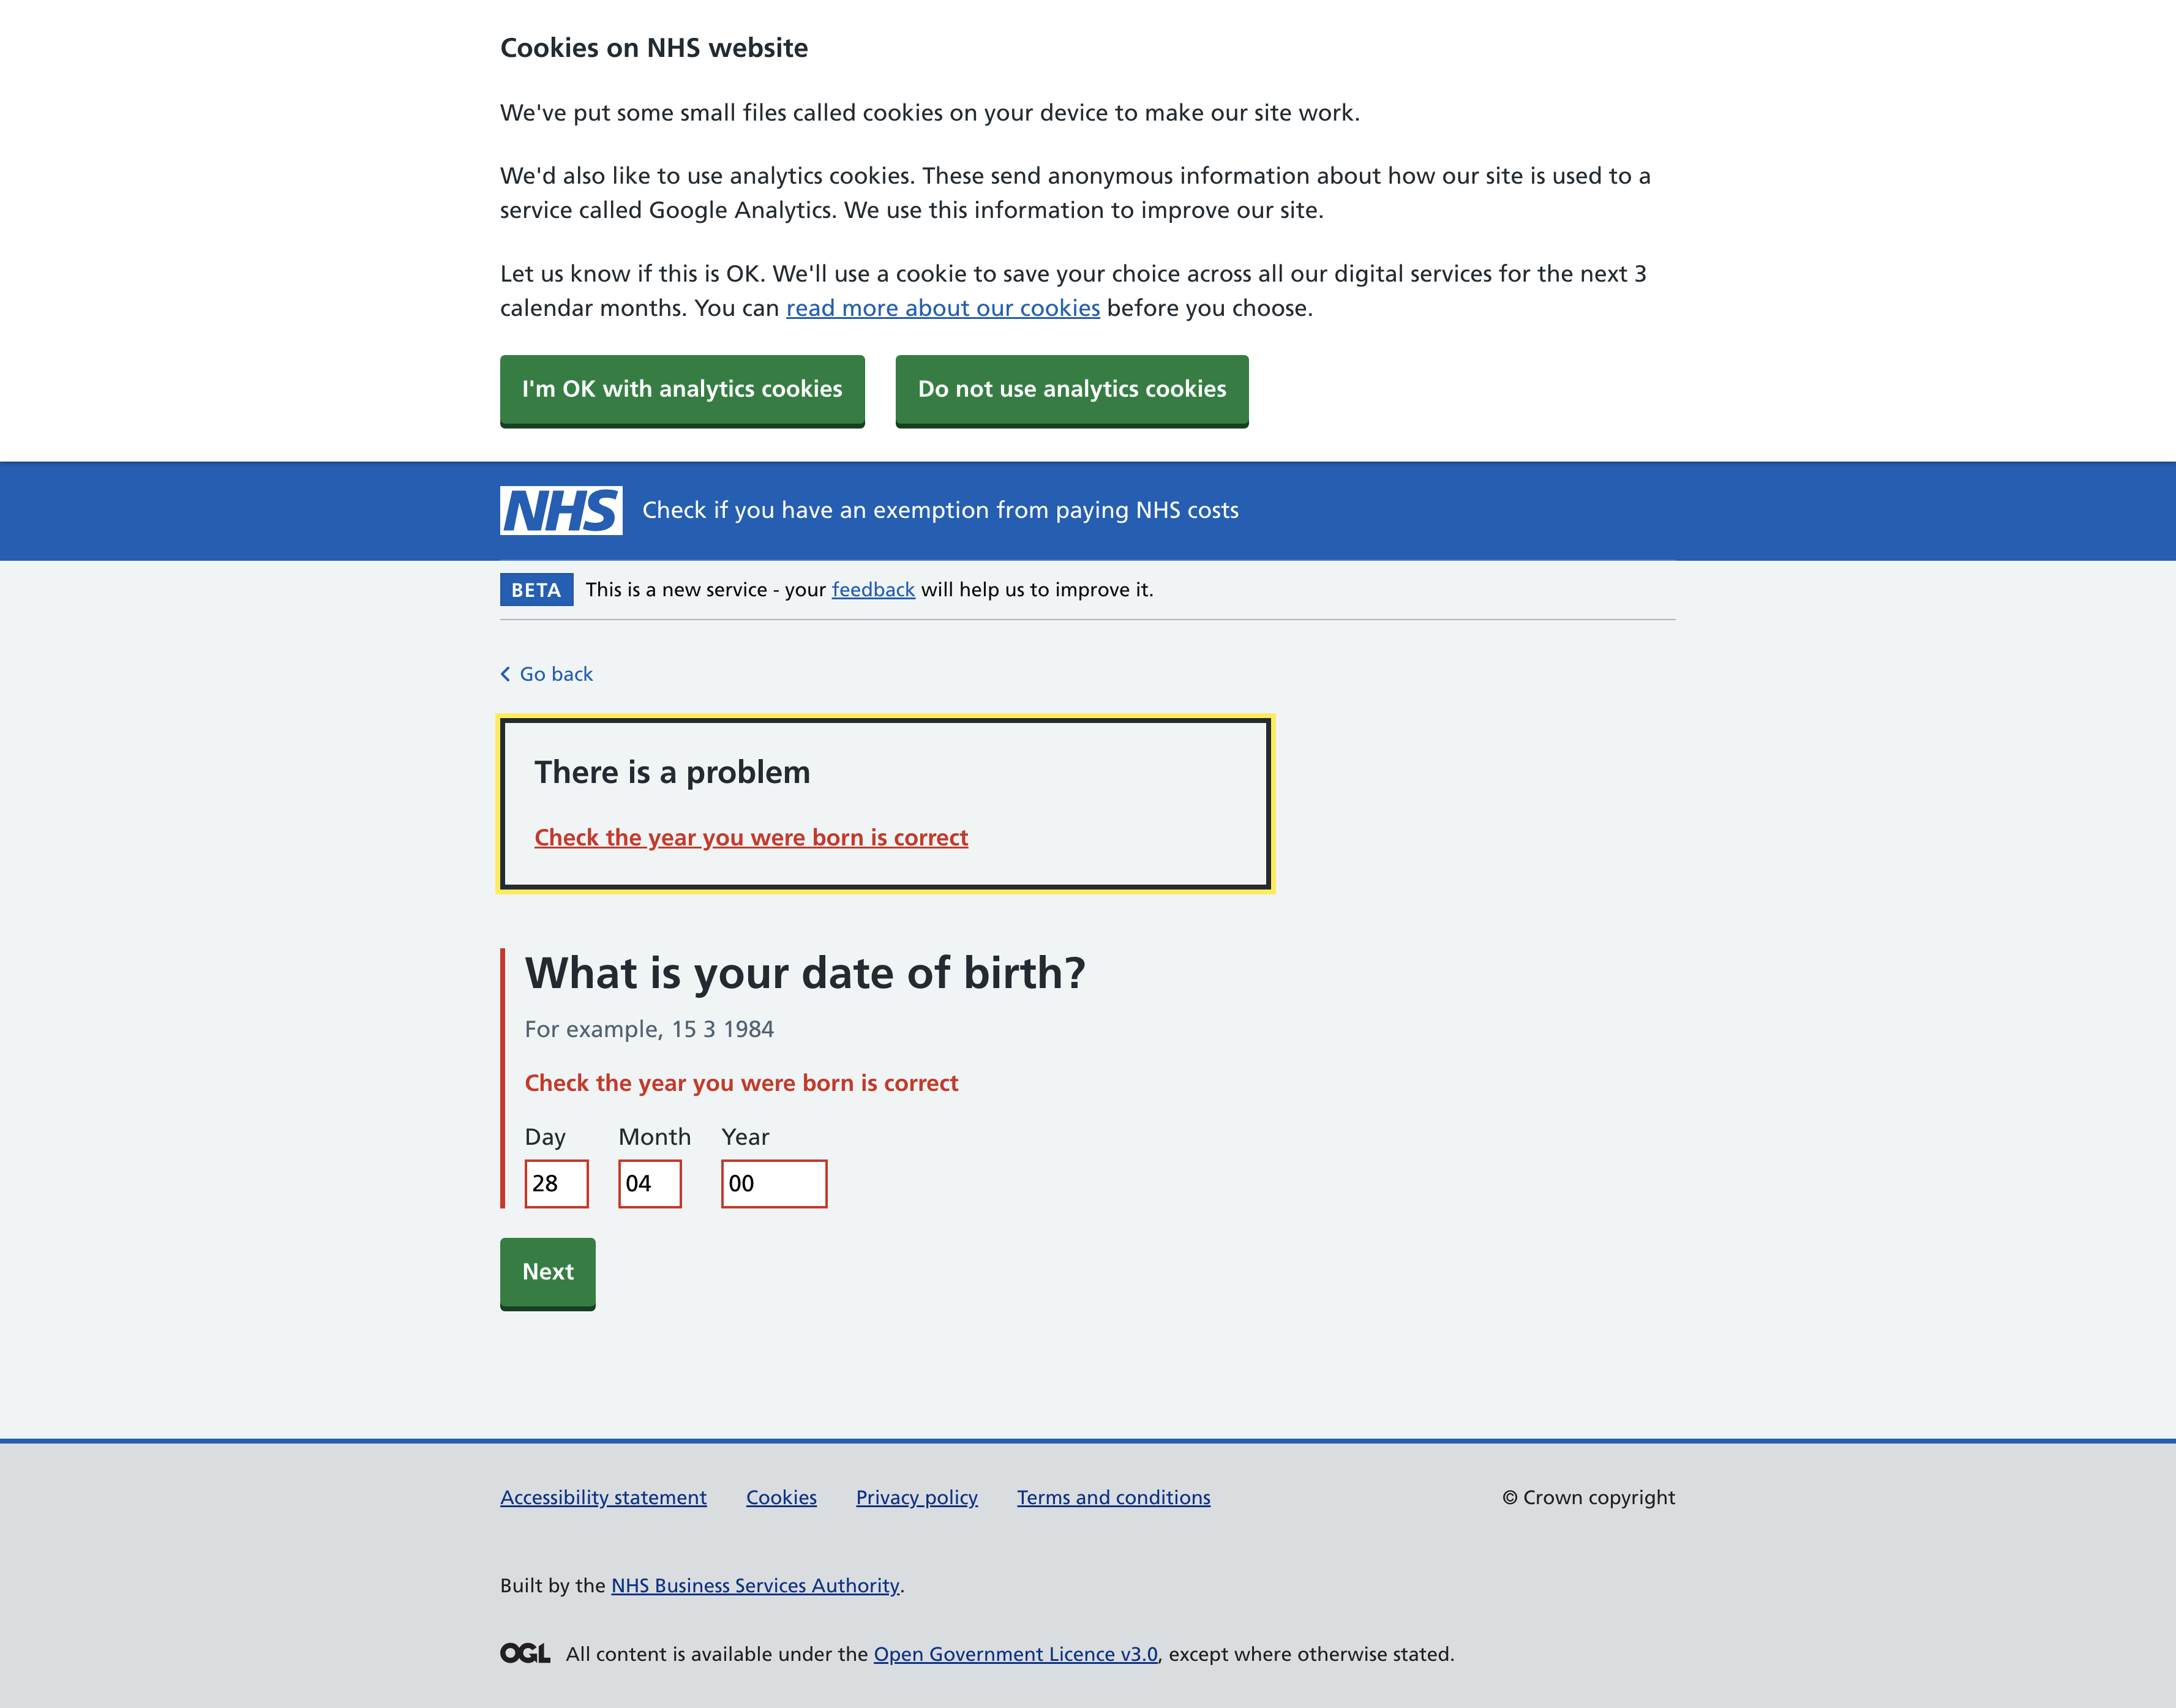 Cookies on NHS website
We've put some small files called cookies on your device to make our site work.
We'd also like to use analytics cookies. These send anonymous information about how our site is used to a
service called Google Analytics. We use this information to improve our site.
Let us know if this is OK. We'll use a cookie to save your choice across all our digital services for the next 3
calendar months. You can read more about our cookies before you choose.
I'm OK with analytics cookies Do not use analytics cookies
NHS Check if you have an exemption from paying NHS costs
BETA This is a new service - your feedback will help us to improve it.
Go back
There is a problem
Check the year you were born is correct
What is your date of birth?
For example, 15 3 1984
Check the year you were born is correct
Day Month Year
28 04 00
Next
Accessibility statement Cookies Privacy policy Terms and conditions © Crown copyright
Built by the NHS Business Services Authority.
OGL All content is available under the Open Government Licence v3.0, except where otherwise stated.